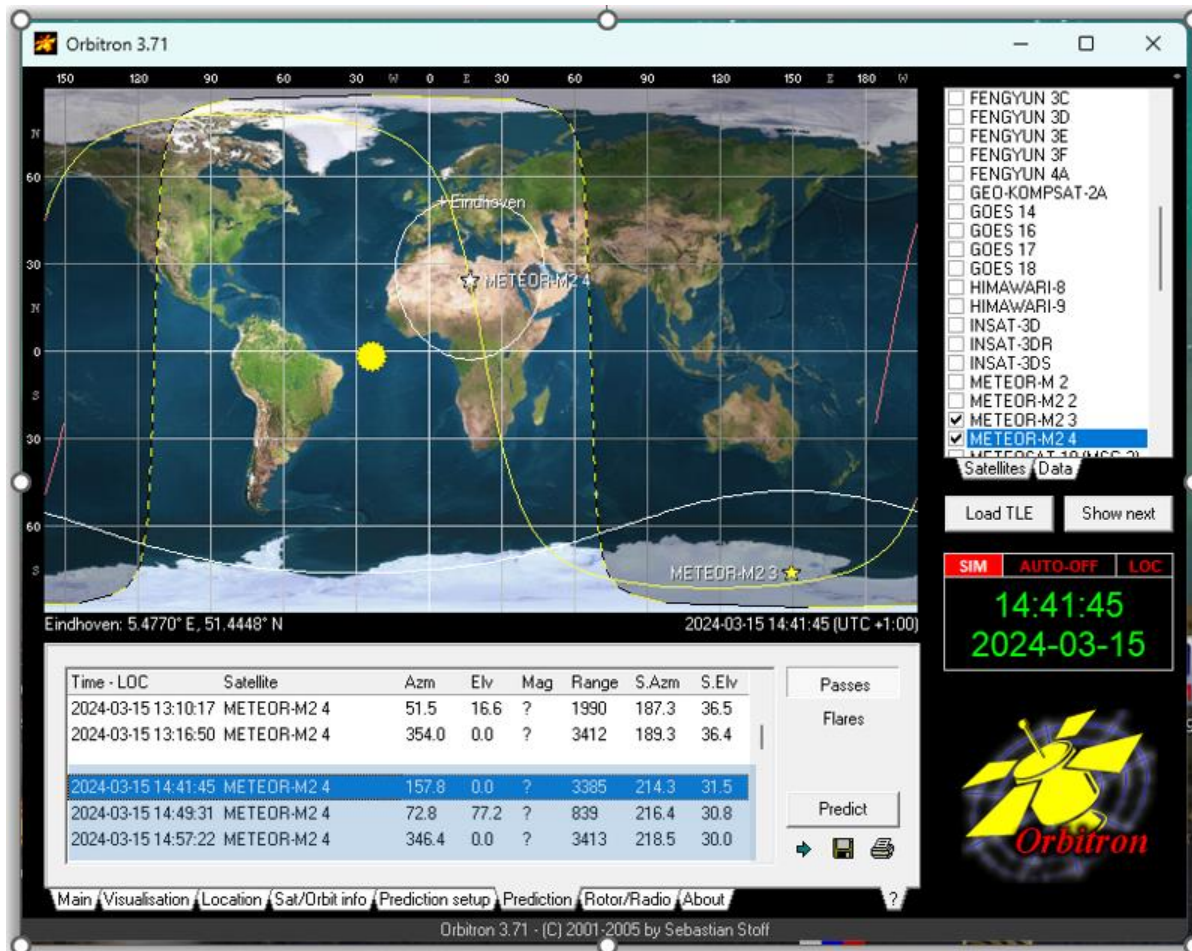 Orbitron 3.71
150 120 90 60 30 W 0 E 30 60 90 120 150 E 180 W
N
60
30
N
0
S
30
60
S
Eindhoven
METEOR-M2 4
METEOR-M2 3
Eindhoven: 5.4770° E, 51.4448° N 2024-03-15 14:41:45 (UTC +1:00)
FENGYUN 3C
FENGYUN 3D
FENGYUN 3E
FENGYUN 3F
FENGYUN 4A
GEO-KOMPSAT-2A
GOES 14
GOES 16
GOES 17
GOES 18
HIMAWARI-8
HIMAWARI-9
INSAT-3D
INSAT-3DR
INSAT-3DS
METEOR-M 2
METEOR-M2 2
METEOR-M2 3
METEOR-M2 4
Satellites Data
Load TLE Show next
SIM AUTO-OFF LOC
14:41:45
2024-03-15
Time - LOC Satellite Azm Elv Mag Range S.Azm S.Elv
2024-03-15 13:10:17 METEOR-M2 4 51.5 16.6 ? 1990 187.3 36.5
2024-03-15 13:16:50 METEOR-M2 4 354.0 0.0 ? 3412 189.3 36.4
2024-03-15 14:41:45 METEOR-M2 4 157.8 0.0 ? 3385 214.3 31.5
2024-03-15 14:49:31 METEOR-M2 4 72.8 77.2 ? 839 216.4 30.8
2024-03-15 14:57:22 METEOR-M2 4 346.4 0.0 ? 3413 218.5 30.0
Passes
Flares
Predict
Orbitron
Main Visualisation Location Sat/Orbit info Prediction setup Prediction Rotor/Radio About ?
Orbitron 3.71 - (C) 2001-2005 by Sebastian Stoff